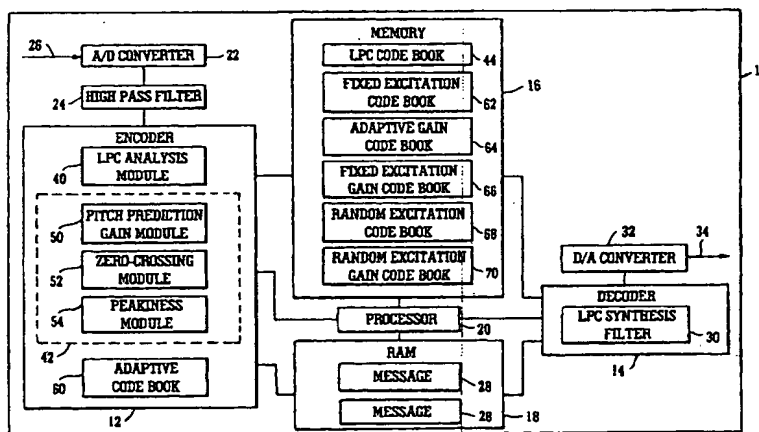 26
A/D CONVERTER
22
24
HIGH PASS FILTER
ENCODER
40
LPC ANALYSIS
MODULE
50
PITCH PREDICTION
GAIN MODULE
52
ZERO-CROSSING
MODULE
54
PEAKINESS
MODULE
42
60
ADAPTIVE
CODE BOOK
12
MEMORY
LPC CODE BOOK
44
16
FIXED EXCITATION
CODE BOOK
62
ADAPTIVE GAIN
CODE BOOK
64
FIXED EXCITATION
GAIN CODE BOOK
66
RANDOM EXCITATION
CODE BOOK
68
RANDOM EXCITATION
GAIN CODE BOOK
70
PROCESSOR
20
RAM
MESSAGE
28
MESSAGE
28
18
32
34
D/A CONVERTER
DECODER
LPC SYNTHESIS
FILTER
30
14